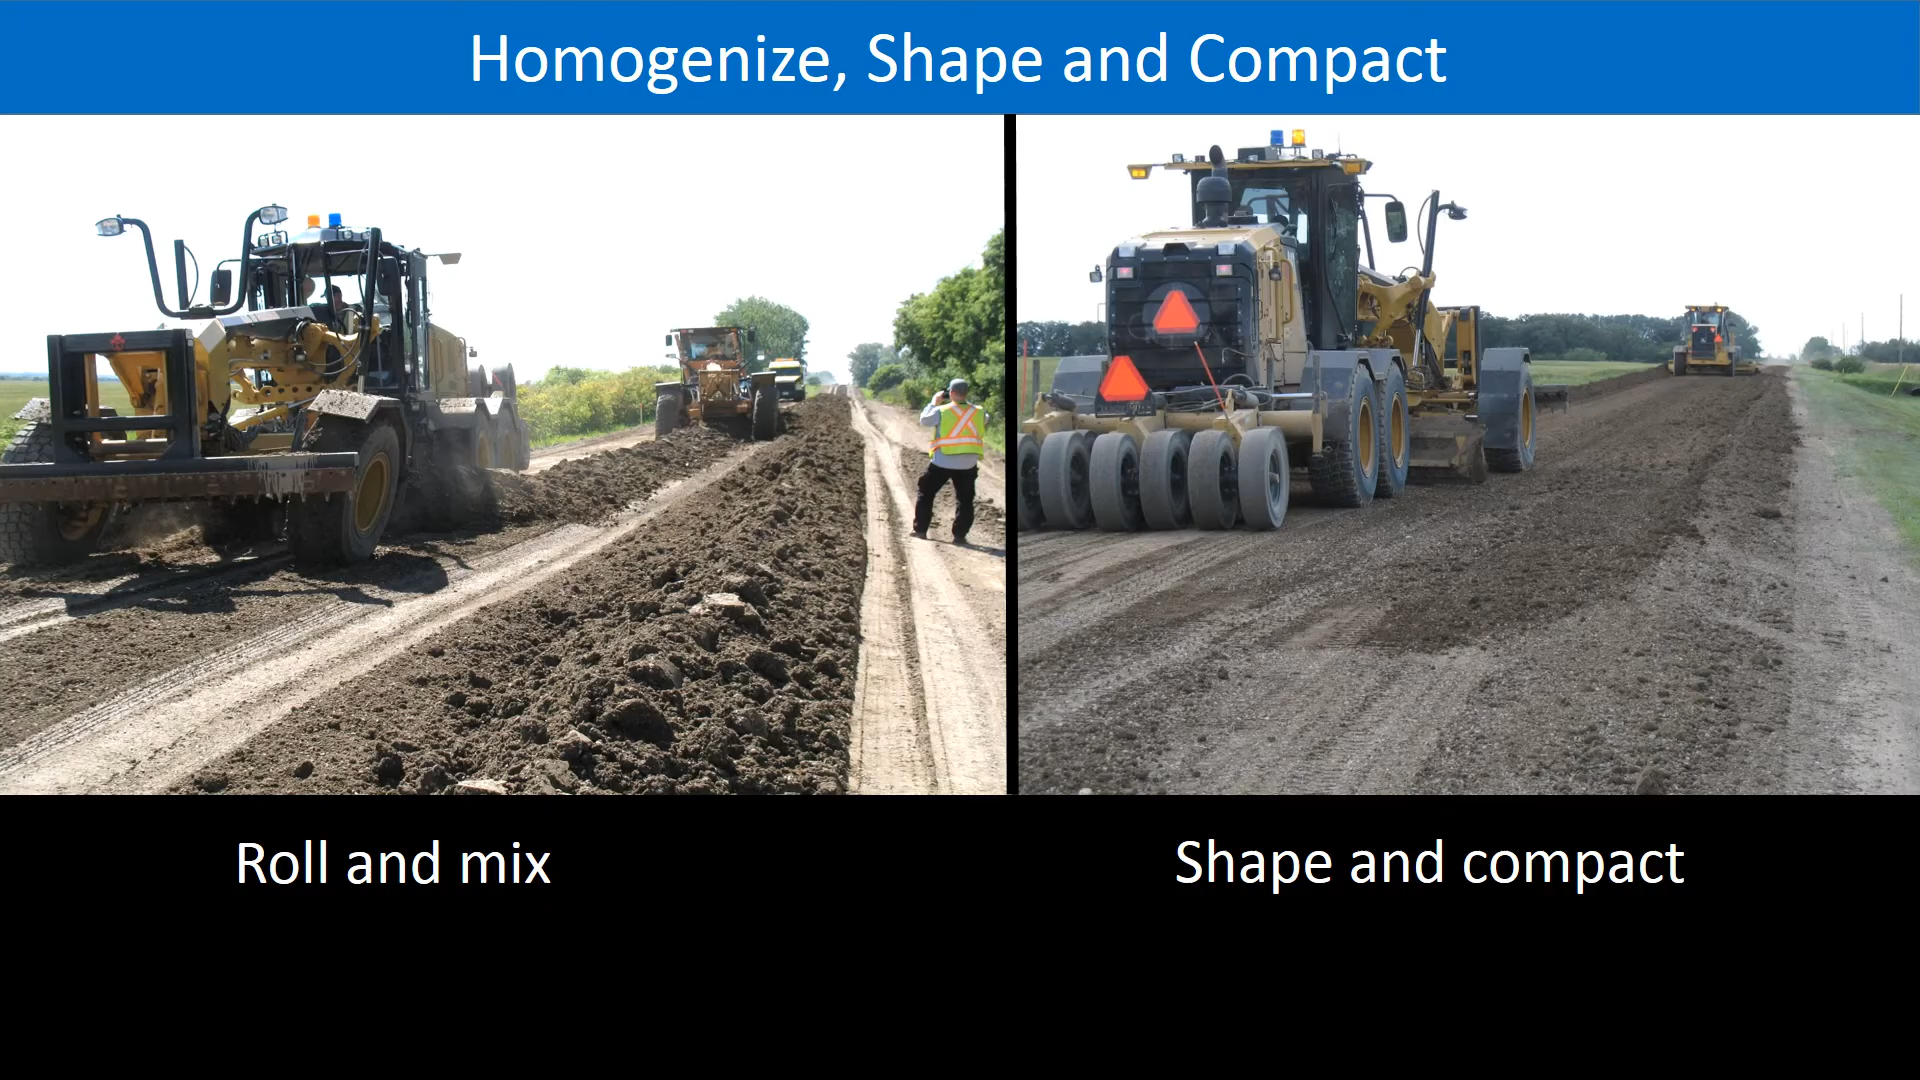 Homogenize, Shape and Compact
Roll and mix
Shape and compact